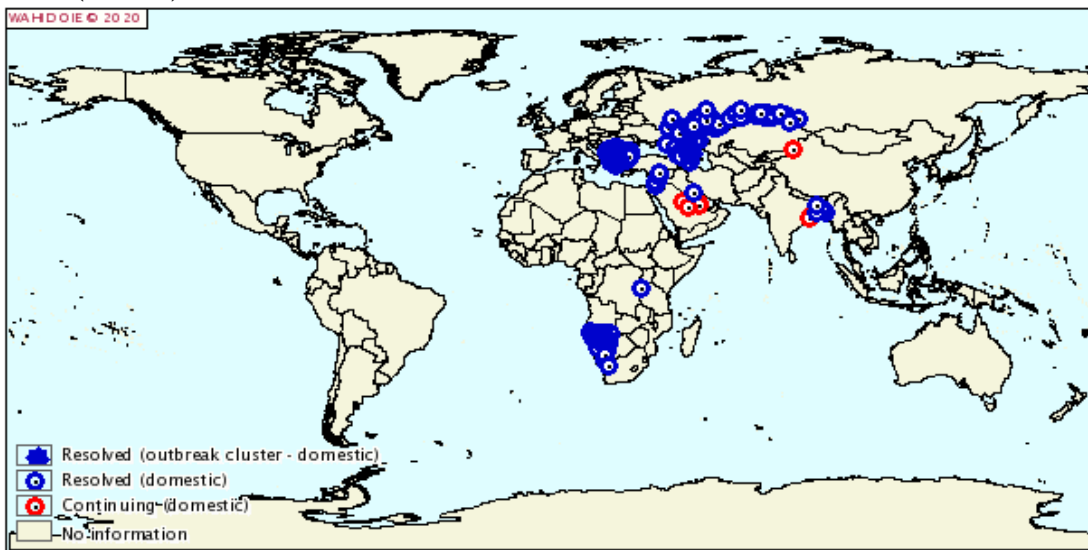 WAHID OIE © 2020
Resolved (outbreak cluster - domestic)
Resolved (domestic)
Continuing (domestic)
No information